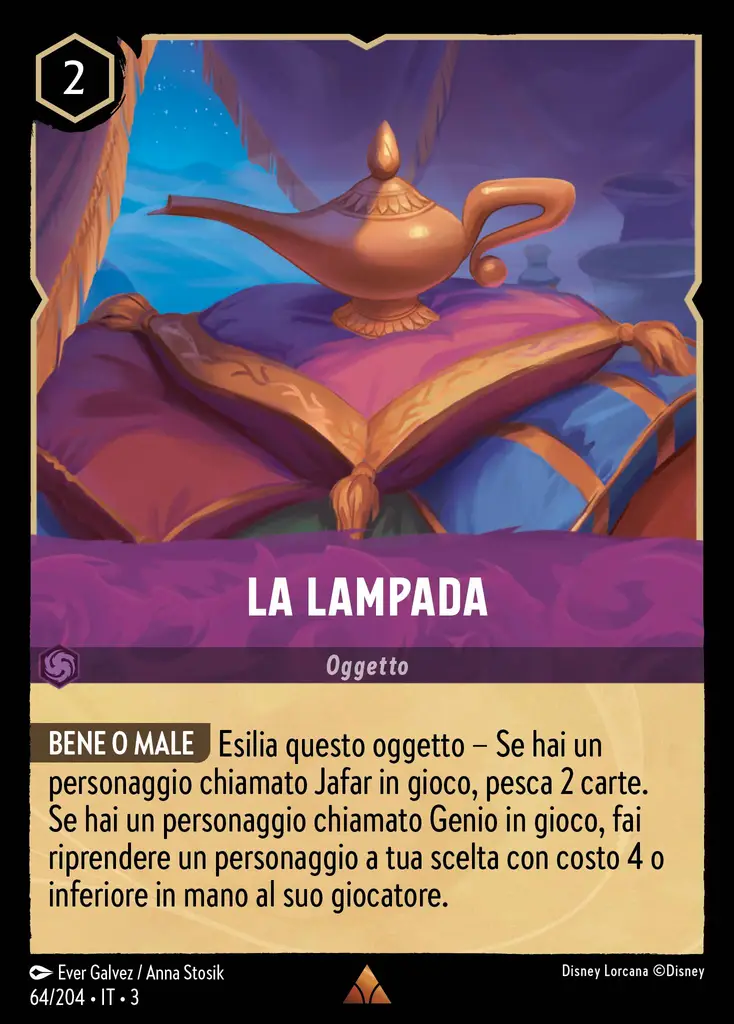 2
LA LAMPADA
Oggetto
BENE O MALE Esilia questo oggetto – Se hai un
personaggio chiamato Jafar in gioco, pesca 2 carte.
Se hai un personaggio chiamato Genio in gioco, fai
riprendere un personaggio a tua scelta con costo 4 o
inferiore in mano al suo giocatore.
Ever Galvez / Anna Stosik
Disney Lorcana ©Disney
64/204 • IT • 3